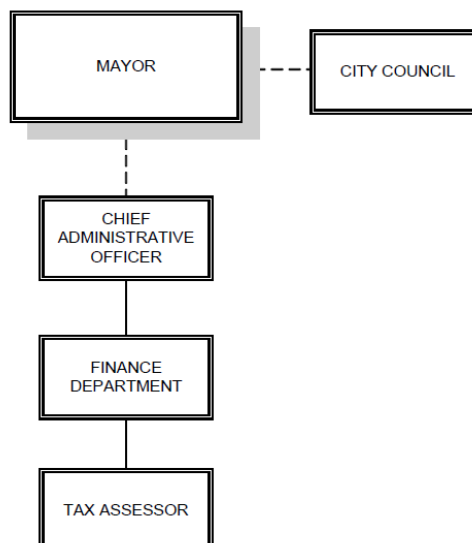 MAYOR
CITY COUNCIL
CHIEF
ADMINISTRATIVE
OFFICER
FINANCE
DEPARTMENT
TAX ASSESSOR